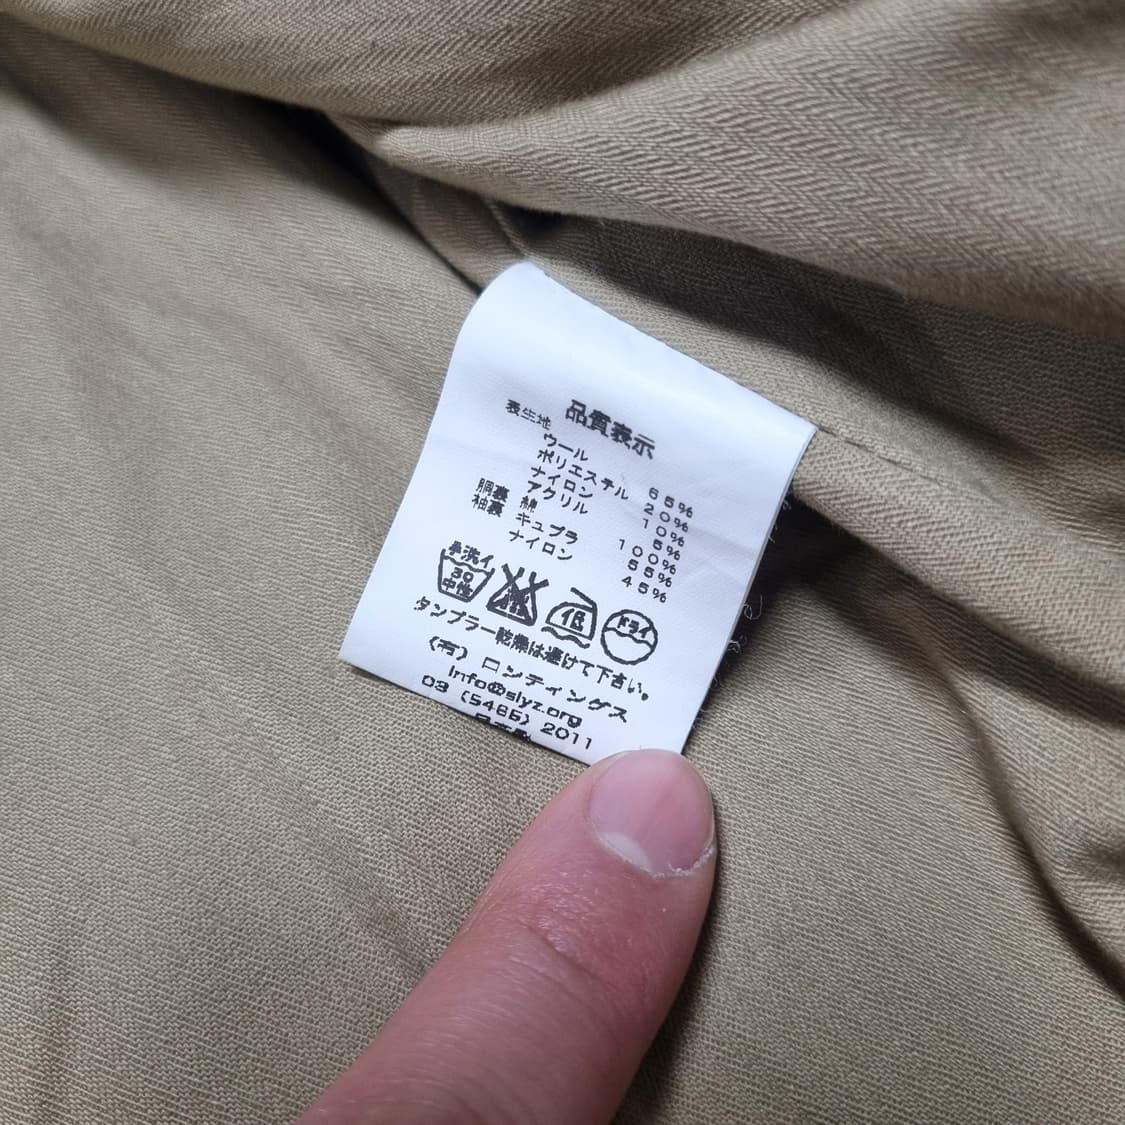 品質表示
表生地
ウール 65%
ポリエステル 20%
ナイロン 10%
アクリル 5%
胴裏 綿 100%
袖裏 キュプラ 55%
ナイロン 45%
手洗イ
30
中性
低
ドライ
タンブラー乾燥は避けて下さい。
(有) ロンティングス
info@slyz.org
03 (5465) 2011